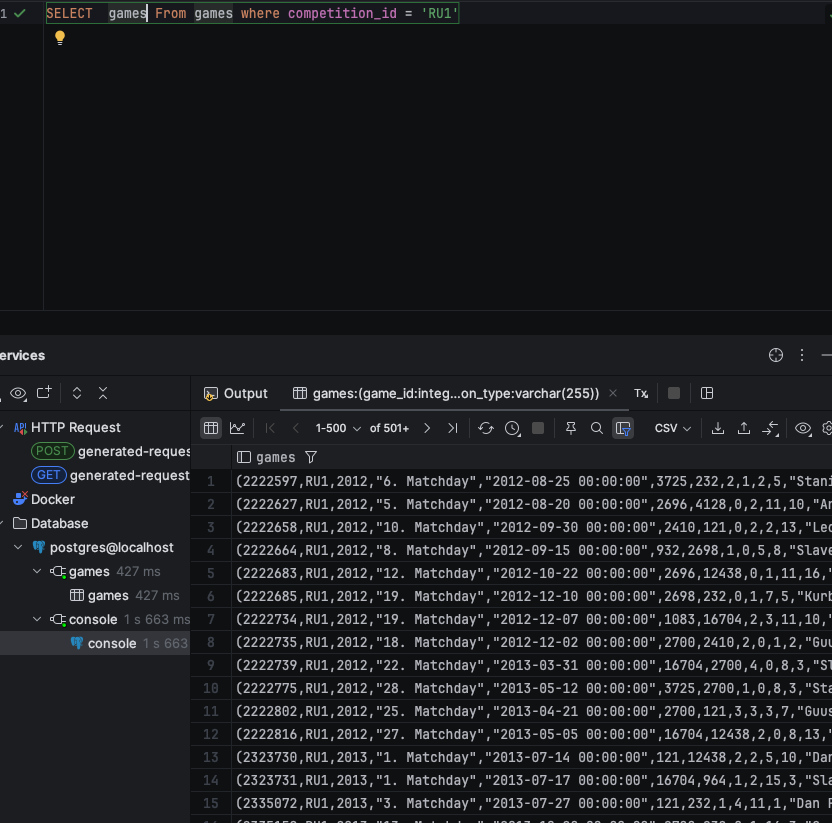 1 SELECT  games From games where competition_id = 'RU1'
ervices
Output games:(game_id:integ...on_type:varchar(255)) × Tx
1-500 of 501+ CSV
HTTP Request
POST generated-reques
GET generated-request
Docker
Database
postgres@localhost
games 427 ms
games 427 ms
console 1 s 663 ms
console 1 s 663
games
1 (2222597,RU1,2012,"6. Matchday","2012-08-25 00:00:00",3725,232,2,1,2,5,"Stani
2 (2222627,RU1,2012,"5. Matchday","2012-08-20 00:00:00",2696,4128,0,2,11,10,"An
3 (2222658,RU1,2012,"10. Matchday","2012-09-30 00:00:00",2410,121,0,2,2,13,"Leo
4 (2222664,RU1,2012,"8. Matchday","2012-09-15 00:00:00",932,2698,1,0,5,8,"Slave
5 (2222683,RU1,2012,"12. Matchday","2012-10-22 00:00:00",2696,12438,0,1,11,16,"
6 (2222685,RU1,2012,"19. Matchday","2012-12-10 00:00:00",2698,232,0,1,7,5,"Kurb
7 (2222734,RU1,2012,"19. Matchday","2012-12-07 00:00:00",1083,16704,2,3,11,10,"
8 (2222735,RU1,2012,"18. Matchday","2012-12-02 00:00:00",2700,2410,2,0,1,2,"Guu
9 (2222739,RU1,2012,"22. Matchday","2013-03-31 00:00:00",16704,2700,4,0,8,3,"Sl
10 (2222775,RU1,2012,"28. Matchday","2013-05-12 00:00:00",3725,2700,1,0,8,3,"Sta
11 (2222802,RU1,2012,"25. Matchday","2013-04-21 00:00:00",2700,121,3,3,3,7,"Guus
12 (2222816,RU1,2012,"27. Matchday","2013-05-05 00:00:00",16704,12438,2,0,8,13,"
13 (2323730,RU1,2013,"1. Matchday","2013-07-14 00:00:00",121,12438,2,2,5,10,"Dan
14 (2323731,RU1,2013,"1. Matchday","2013-07-17 00:00:00",16704,964,1,2,15,3,"Sla
15 (2335072,RU1,2013,"3. Matchday","2013-07-27 00:00:00",121,232,1,4,11,1,"Dan P